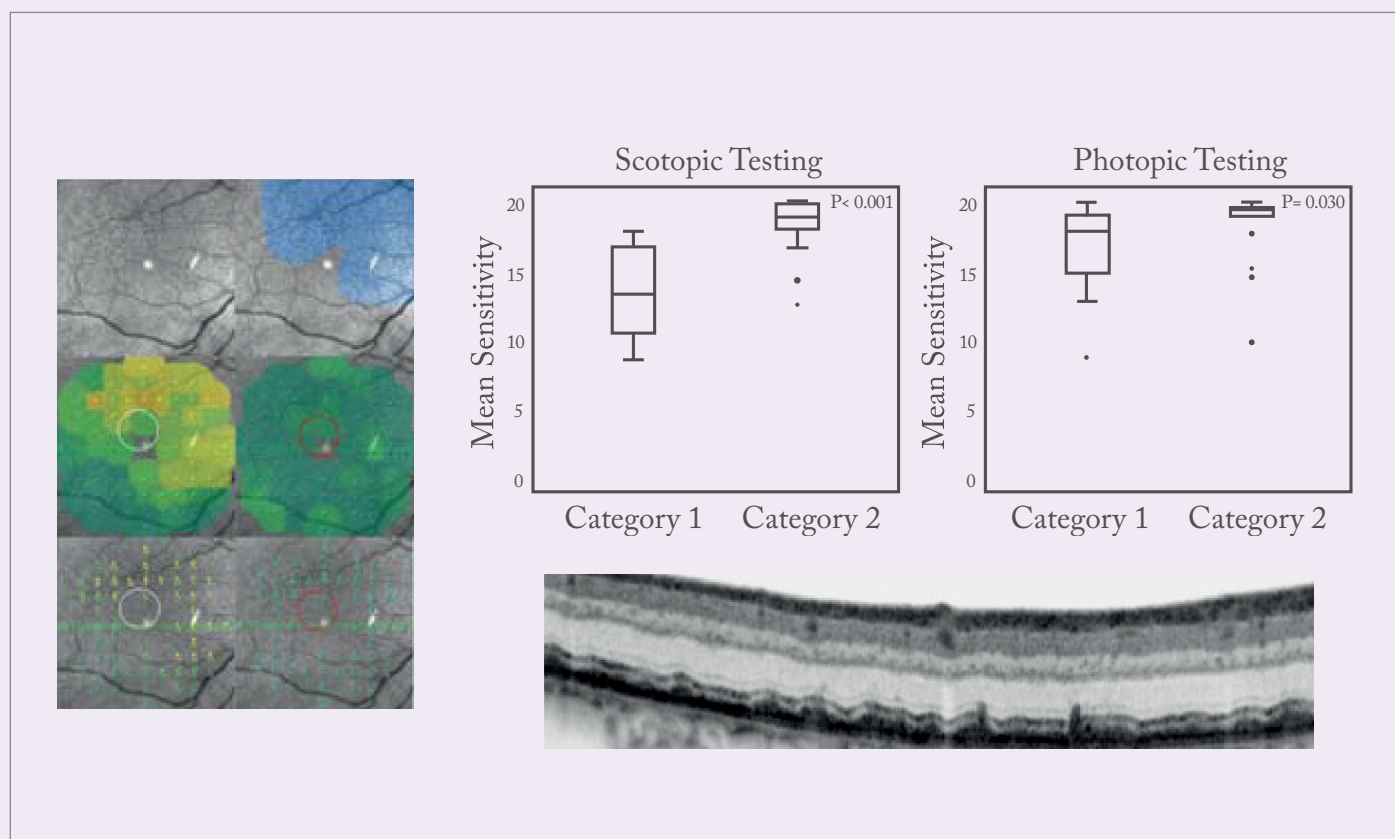 Scotopic Testing
Mean Sensitivity
20
15
10
5
0
P< 0.001
Category 1
Category 2
Photopic Testing
Mean Sensitivity
20
15
10
5
0
P= 0.030
Category 1
Category 2